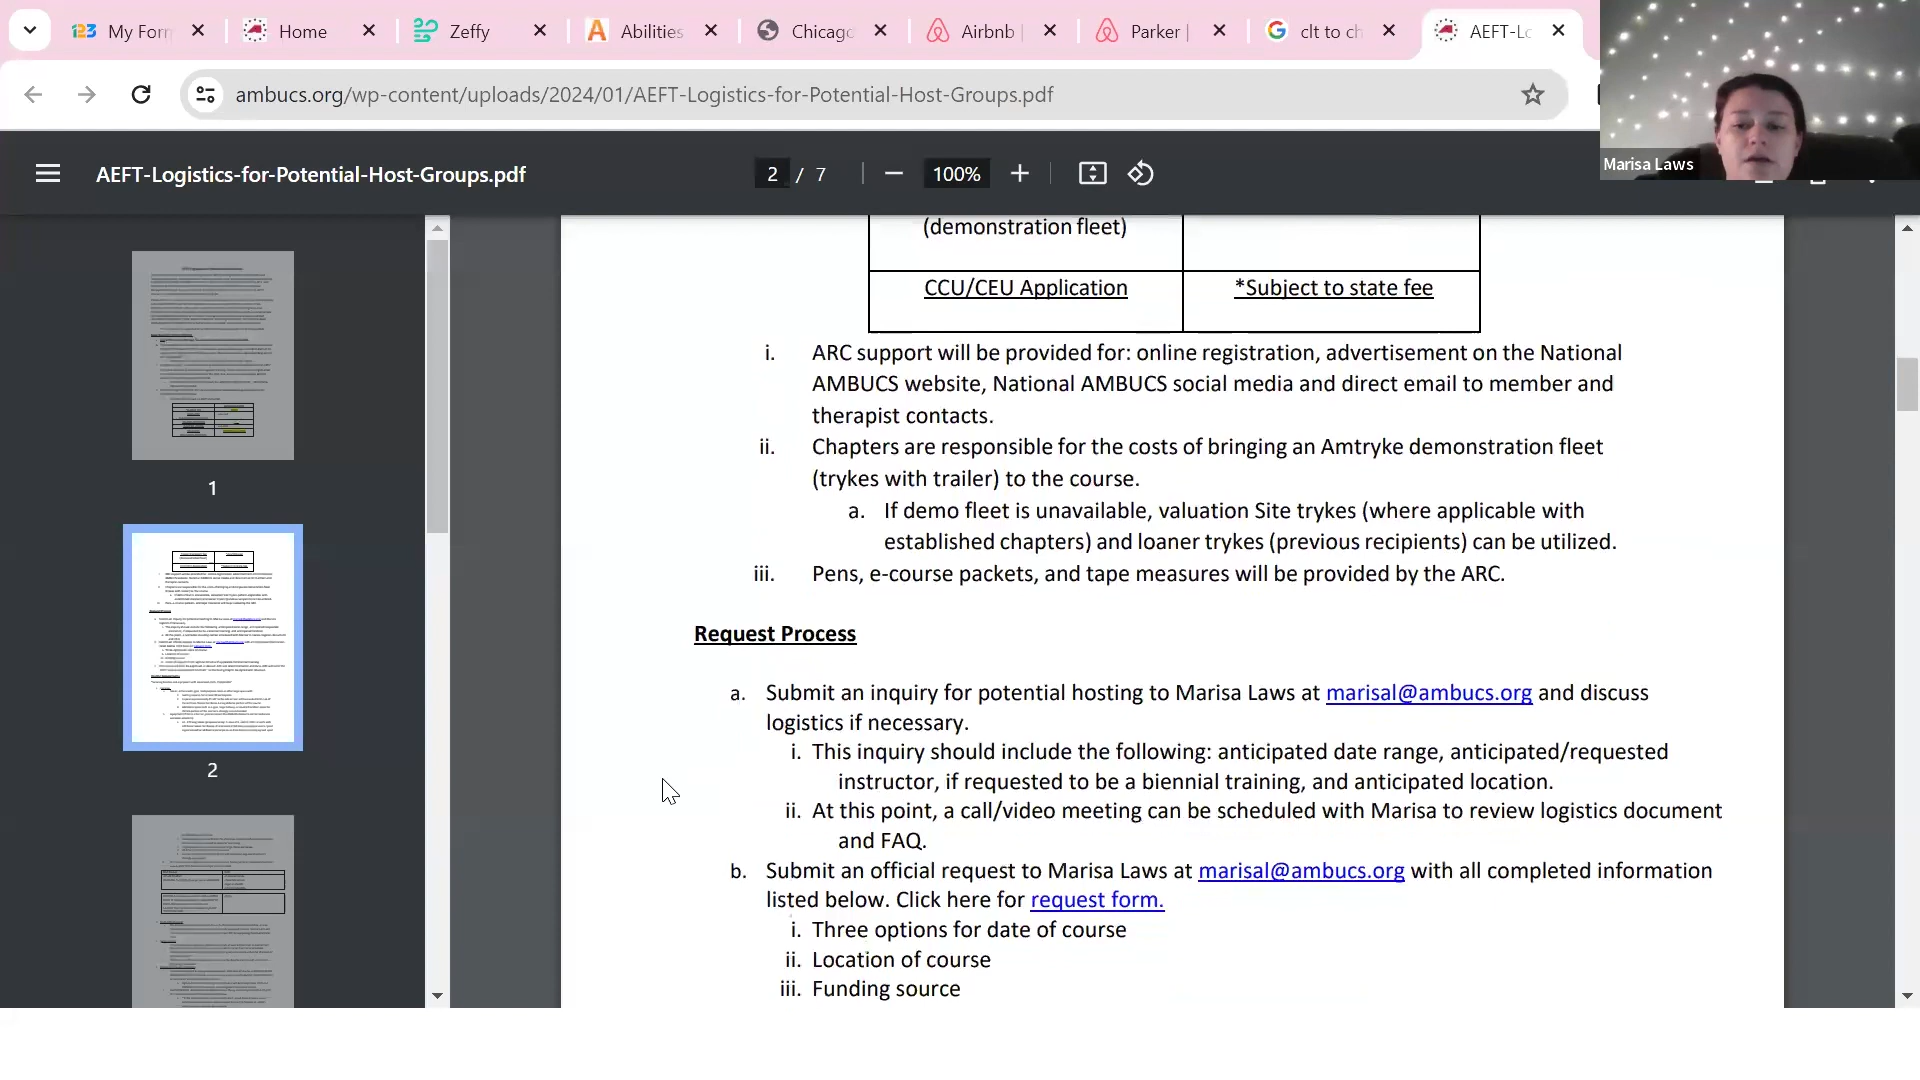 My Forr
Home
Zeffy
Abilities
Chicago
Airbnb |
Parker |
clt to ch
AEFT-Lo
ambucs.org/wp-content/uploads/2024/01/AEFT-Logistics-for-Potential-Host-Groups.pdf
Marisa Laws
AEFT-Logistics-for-Potential-Host-Groups.pdf
2 / 7
100%
(demonstration fleet)
CCU/CEU Application *Subject to state fee
i. ARC support will be provided for: online registration, advertisement on the National
AMBUCS website, National AMBUCS social media and direct email to member and
therapist contacts.
ii. Chapters are responsible for the costs of bringing an Amtryke demonstration fleet
(trykes with trailer) to the course.
a. If demo fleet is unavailable, valuation Site trykes (where applicable with
established chapters) and loaner trykes (previous recipients) can be utilized.
iii. Pens, e-course packets, and tape measures will be provided by the ARC.
Request Process
a. Submit an inquiry for potential hosting to Marisa Laws at marisal@ambucs.org and discuss
logistics if necessary.
i. This inquiry should include the following: anticipated date range, anticipated/requested
instructor, if requested to be a biennial training, and anticipated location.
ii. At this point, a call/video meeting can be scheduled with Marisa to review logistics document
and FAQ.
b. Submit an official request to Marisa Laws at marisal@ambucs.org with all completed information
listed below. Click here for request form.
i. Three options for date of course
ii. Location of course
iii. Funding source
1
2